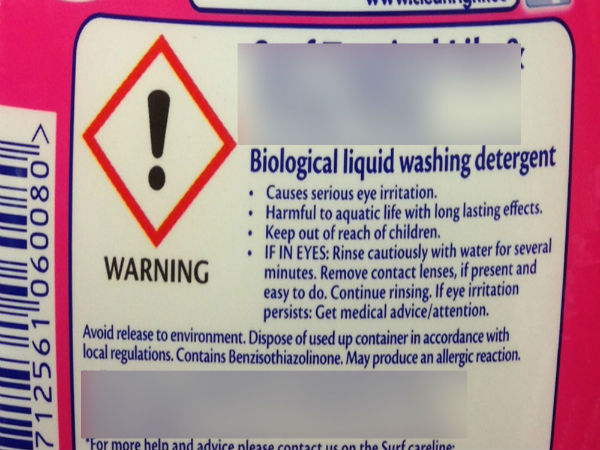 WARNING
Biological liquid washing detergent
• Causes serious eye irritation.
• Harmful to aquatic life with long lasting effects.
• Keep out of reach of children.
• IF IN EYES: Rinse cautiously with water for several
minutes. Remove contact lenses, if present and
easy to do. Continue rinsing. If eye irritation
persists: Get medical advice/attention.
Avoid release to environment. Dispose of used up container in accordance with
local regulations. Contains Benzisothiazolinone. May produce an allergic reaction.
*For more help and advice please contact us on the Surf careline:
7 12561 060080 >